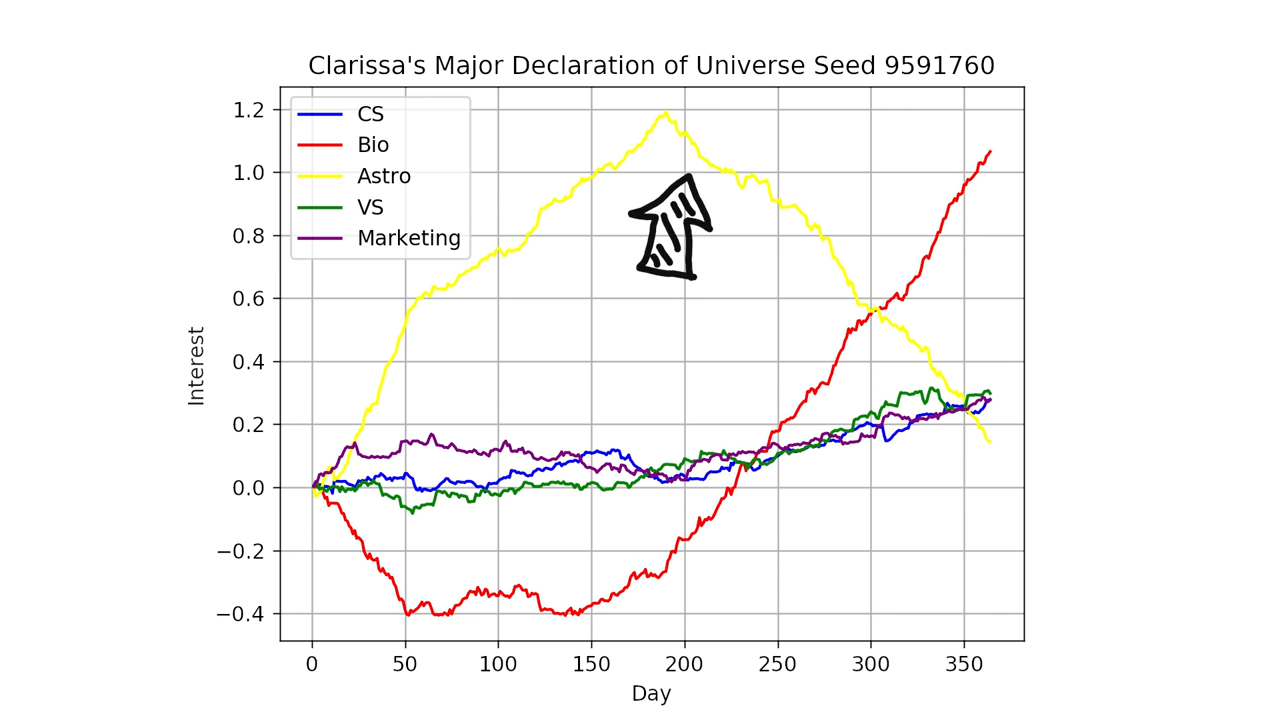 Clarissa's Major Declaration of Universe Seed 9591760
CS
Bio
Astro
VS
Marketing
1.2
1.0
0.8
0.6
0.4
0.2
0.0
−0.2
−0.4
Interest
0 50 100 150 200 250 300 350
Day